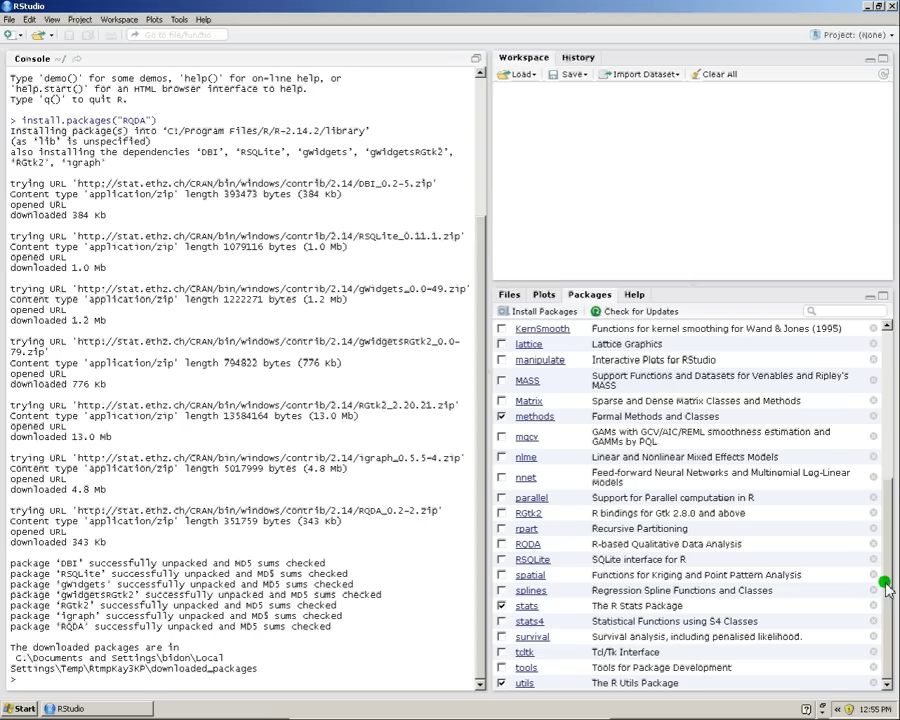 RStudio
File Edit View Project Workspace Plots Tools Help
Go to file/functio
Project: (None)
Console ~/
Type 'demo()' for some demos, 'help()' for on-line help, or
'help.start()' for an HTML browser interface to help.
Type 'q()' to quit R.
> install.packages("RQDA")
Installing package(s) into ‘C:/Program Files/R/R-2.14.2/library’
(as ‘lib’ is unspecified)
also installing the dependencies ‘DBI’, ‘RSQLite’, ‘gWidgets’, ‘gWidgetsRGtk2’,
‘RGtk2’, ‘igraph’
trying URL 'http://stat.ethz.ch/CRAN/bin/windows/contrib/2.14/DBI_0.2-5.zip'
Content type 'application/zip' length 393473 bytes (384 Kb)
opened URL
downloaded 384 Kb
trying URL 'http://stat.ethz.ch/CRAN/bin/windows/contrib/2.14/RSQLite_0.11.1.zip'
Content type 'application/zip' length 1079116 bytes (1.0 Mb)
opened URL
downloaded 1.0 Mb
trying URL 'http://stat.ethz.ch/CRAN/bin/windows/contrib/2.14/gWidgets_0.0-49.zip'
Content type 'application/zip' length 1222271 bytes (1.2 Mb)
opened URL
downloaded 1.2 Mb
trying URL 'http://stat.ethz.ch/CRAN/bin/windows/contrib/2.14/gWidgetsRGtk2_0.0-
79.zip'
Content type 'application/zip' length 794822 bytes (776 Kb)
opened URL
downloaded 776 Kb
trying URL 'http://stat.ethz.ch/CRAN/bin/windows/contrib/2.14/RGtk2_2.20.21.zip'
Content type 'application/zip' length 13584164 bytes (13.0 Mb)
opened URL
downloaded 13.0 Mb
trying URL 'http://stat.ethz.ch/CRAN/bin/windows/contrib/2.14/igraph_0.5.5-4.zip'
Content type 'application/zip' length 5017999 bytes (4.8 Mb)
opened URL
downloaded 4.8 Mb
trying URL 'http://stat.ethz.ch/CRAN/bin/windows/contrib/2.14/RQDA_0.2-2.zip'
Content type 'application/zip' length 351759 bytes (343 Kb)
opened URL
downloaded 343 Kb
package ‘DBI’ successfully unpacked and MD5 sums checked
package ‘RSQLite’ successfully unpacked and MD5 sums checked
package ‘gWidgets’ successfully unpacked and MD5 sums checked
package ‘gWidgetsRGtk2’ successfully unpacked and MD5 sums checked
package ‘RGtk2’ successfully unpacked and MD5 sums checked
package ‘igraph’ successfully unpacked and MD5 sums checked
package ‘RQDA’ successfully unpacked and MD5 sums checked
The downloaded packages are in
C:\Documents and Settings\bidon\Local
Settings\Temp\RtmpKay3KP\downloaded_packages
>
Workspace History
Load Save Import Dataset Clear All
Files Plots Packages Help
Install Packages Check for Updates
KernSmooth Functions for kernel smoothing for Wand & Jones (1995)
lattice Lattice Graphics
manipulate Interactive Plots for RStudio
MASS Support Functions and Datasets for Venables and Ripley's
MASS
Matrix Sparse and Dense Matrix Classes and Methods
methods Formal Methods and Classes
mgcv GAMs with GCV/AIC/REML smoothness estimation and
GAMMs by PQL
nlme Linear and Nonlinear Mixed Effects Models
nnet Feed-forward Neural Networks and Multinomial Log-Linear
Models
parallel Support for Parallel computation in R
RGtk2 R bindings for Gtk 2.8.0 and above
rpart Recursive Partitioning
RQDA R-based Qualitative Data Analysis
RSQLite SQLite interface for R
spatial Functions for Kriging and Point Pattern Analysis
splines Regression Spline Functions and Classes
stats The R Stats Package
stats4 Statistical Functions using S4 Classes
survival Survival analysis, including penalised likelihood.
tcltk Tcl/Tk Interface
tools Tools for Package Development
utils The R Utils Package
Start RStudio 12:55 PM